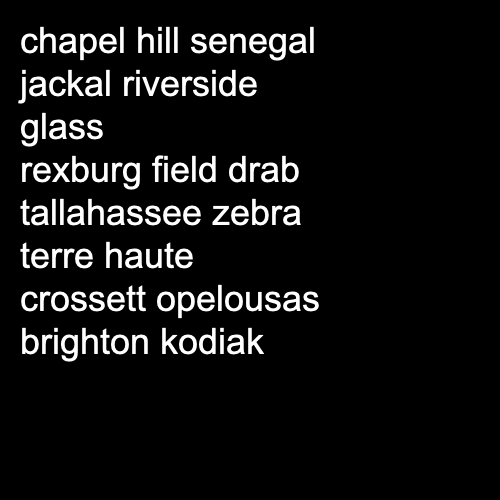 chapel hill senegal
jackal riverside
glass
rexburg field drab
tallahassee zebra
terre haute
crossett opelousas
brighton kodiak